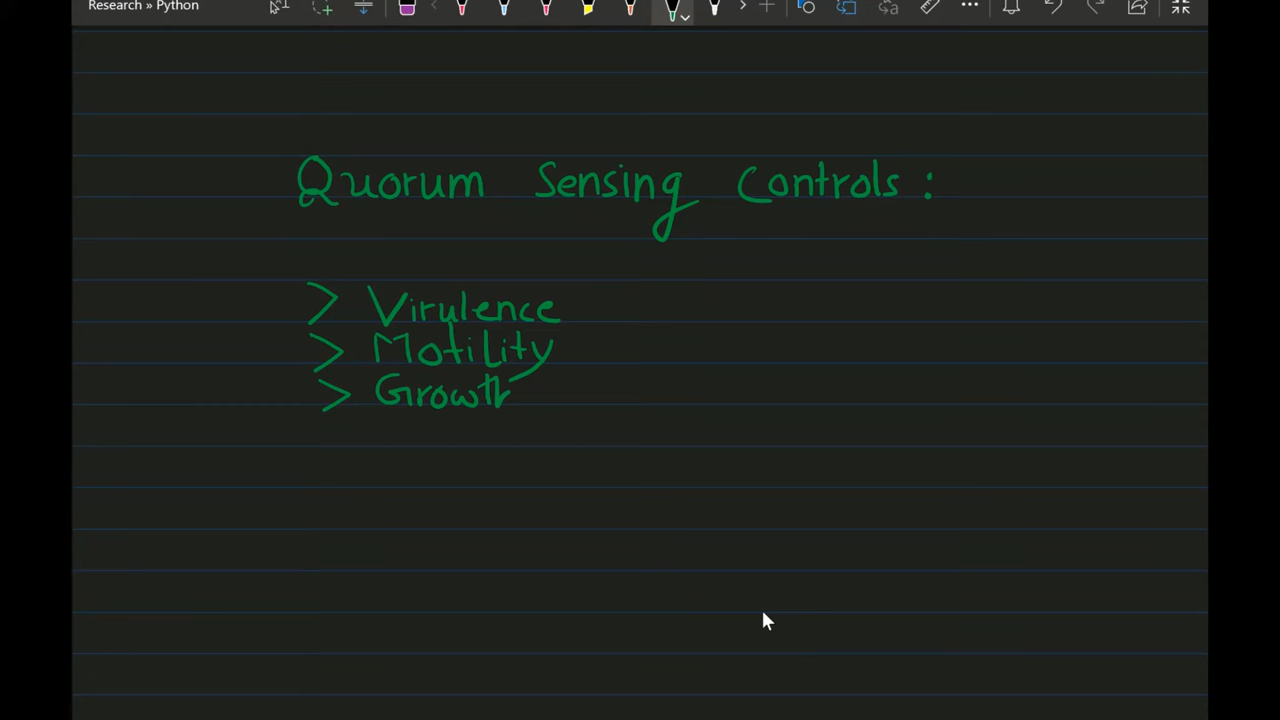 Research » Python
Quorum Sensing Controls :
> Virulence
> Motility
> Growth